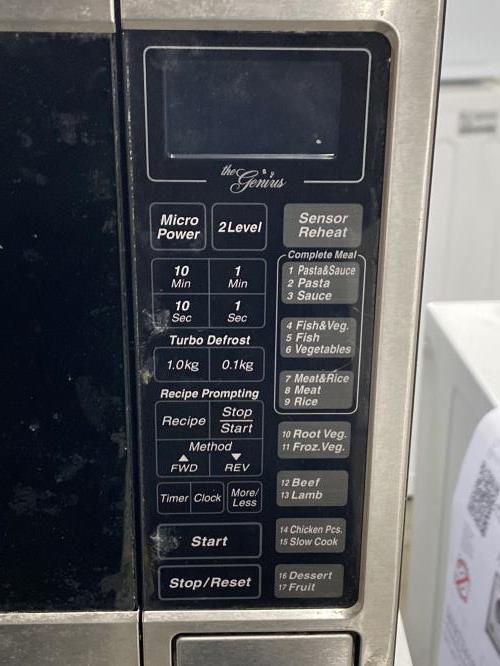 the Genius
Micro
Power
2 Level
Sensor
Reheat
10
Min
1
Min
10
Sec
1
Sec
Turbo Defrost
1.0kg
0.1kg
Recipe Prompting
Recipe
Stop
Start
Method
▲
FWD
▼
REV
Timer
Clock
More/
Less
Start
Stop/Reset
Complete Meal
1 Pasta&Sauce
2 Pasta
3 Sauce
4 Fish&Veg.
5 Fish
6 Vegetables
7 Meat&Rice
8 Meat
9 Rice
10 Root Veg.
11 Froz.Veg.
12 Beef
13 Lamb
14 Chicken Pcs.
15 Slow Cook
16 Dessert
17 Fruit